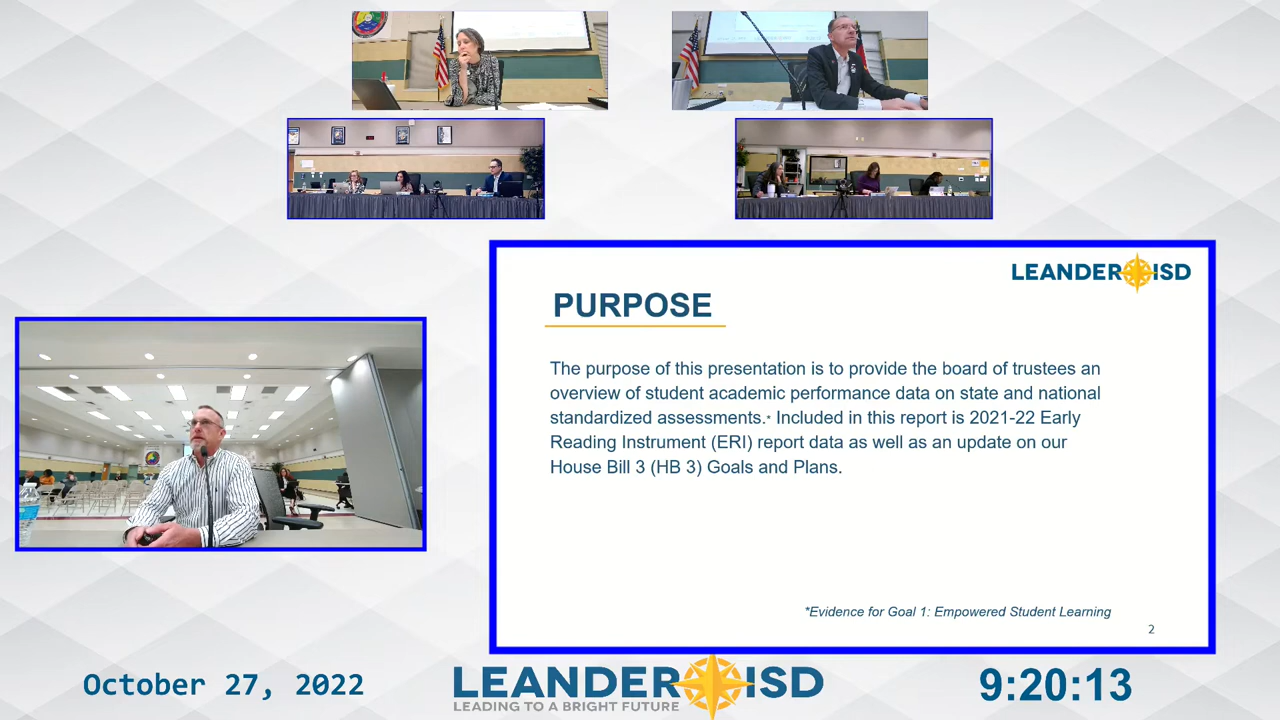 LEANDER ISD
PURPOSE
The purpose of this presentation is to provide the board of trustees an
overview of student academic performance data on state and national
standardized assessments.* Included in this report is 2021-22 Early
Reading Instrument (ERI) report data as well as an update on our
House Bill 3 (HB 3) Goals and Plans.
*Evidence for Goal 1: Empowered Student Learning
2
October 27, 2022
LEANDER ISD
LEADING TO A BRIGHT FUTURE
9:20:13